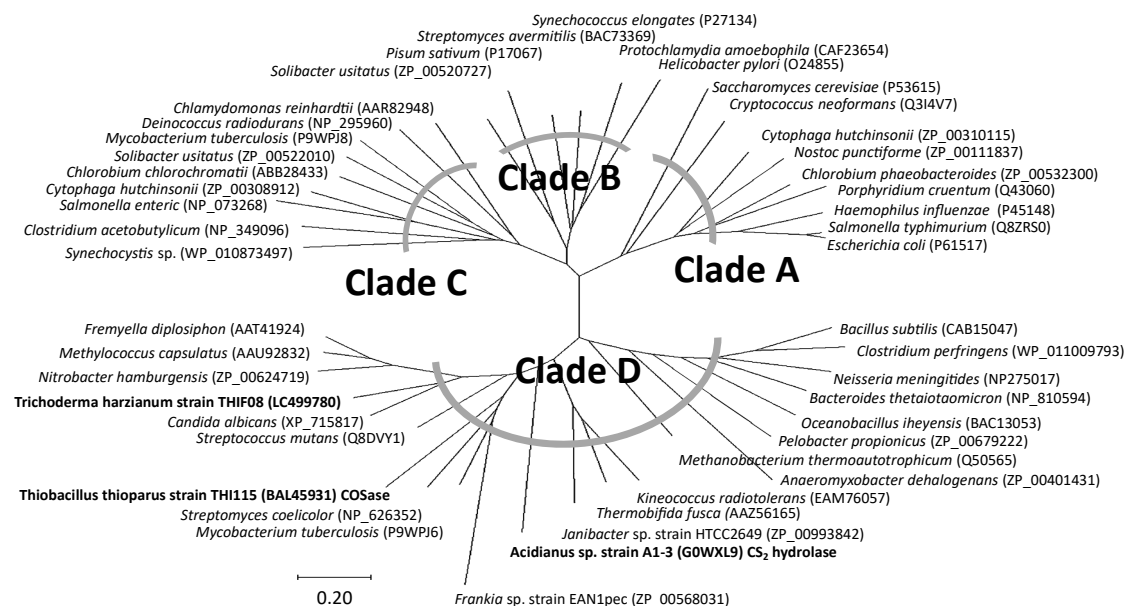 Synechococcus elongates (P27134)
Streptomyces avermitilis (BAC73369)
Pisum sativum (P17067)
Solibacter usitatus (ZP_00520727)
Protochlamydia amoebophila (CAF23654)
Helicobacter pylori (O24855)
Saccharomyces cerevisiae (P53615)
Cryptococcus neoformans (Q3I4V7)
Chlamydomonas reinhardtii (AAR82948)
Deinococcus radiodurans (NP_295960)
Mycobacterium tuberculosis (P9WPJ8)
Solibacter usitatus (ZP_00522010)
Chlorobium chlorochromatii (ABB28433)
Cytophaga hutchinsonii (ZP_00308912)
Salmonella enteric (NP_073268)
Clostridium acetobutylicum (NP_349096)
Synechocystis sp. (WP_010873497)
Cytophaga hutchinsonii (ZP_00310115)
Nostoc punctiforme (ZP_00111837)
Chlorobium phaeobacteroides (ZP_00532300)
Porphyridium cruentum (Q43060)
Haemophilus influenzae (P45148)
Salmonella typhimurium (Q8ZRS0)
Escherichia coli (P61517)
Clade B
Clade C
Clade A
Clade D
Fremyella diplosiphon (AAT41924)
Methylococcus capsulatus (AAU92832)
Nitrobacter hamburgensis (ZP_00624719)
Trichoderma harzianum strain THIF08 (LC499780)
Candida albicans (XP_715817)
Streptococcus mutans (Q8DVY1)
Thiobacillus thioparus strain THI115 (BAL45931) COSase
Streptomyces coelicolor (NP_626352)
Mycobacterium tuberculosis (P9WPJ6)
Bacillus subtilis (CAB15047)
Clostridium perfringens (WP_011009793)
Neisseria meningitides (NP275017)
Bacteroides thetaiotaomicron (NP_810594)
Oceanobacillus iheyensis (BAC13053)
Pelobacter propionicus (ZP_00679222)
Methanobacterium thermoautotrophicum (Q50565)
Anaeromyxobacter dehalogenans (ZP_00401431)
Kineococcus radiotolerans (EAM76057)
Thermobifida fusca (AAZ56165)
Janibacter sp. strain HTCC2649 (ZP_00993842)
Acidianus sp. strain A1-3 (G0WXL9) CS₂ hydrolase
Frankia sp. strain EAN1pec (ZP_00568031)
0.20